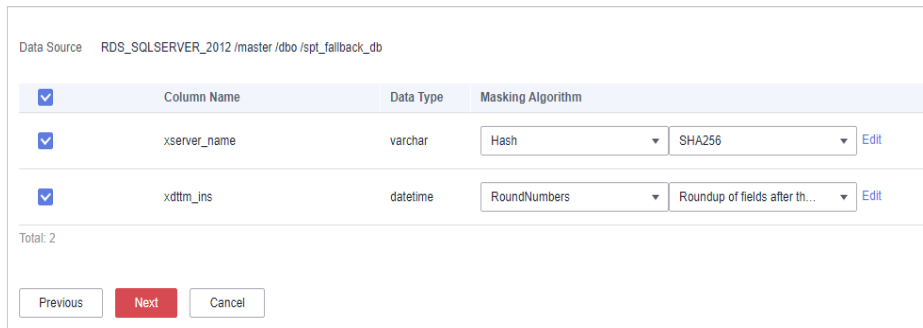 Data Source RDS_SQLSERVER_2012 /master /dbo /spt_fallback_db
Column Name Data Type Masking Algorithm
xserver_name varchar Hash SHA256 Edit
xdttm_ins datetime RoundNumbers Roundup of fields after th... Edit
Total: 2
Previous Next Cancel